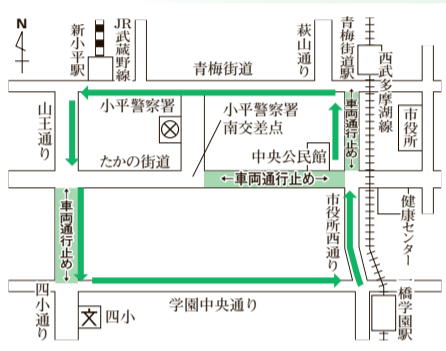 N
新小平駅
JR武蔵野線
萩山通り
青梅街道駅
西武多摩湖線
青梅街道
山王通り
小平警察署
小平警察署
南交差点
←車両通行止め→
市役所
たかの街道
中央公民館
←車両通行止め→
←車両通行止め→
市役所西通り
健康センター
四小通り
文
四小
学園中央通り
一橋学園駅